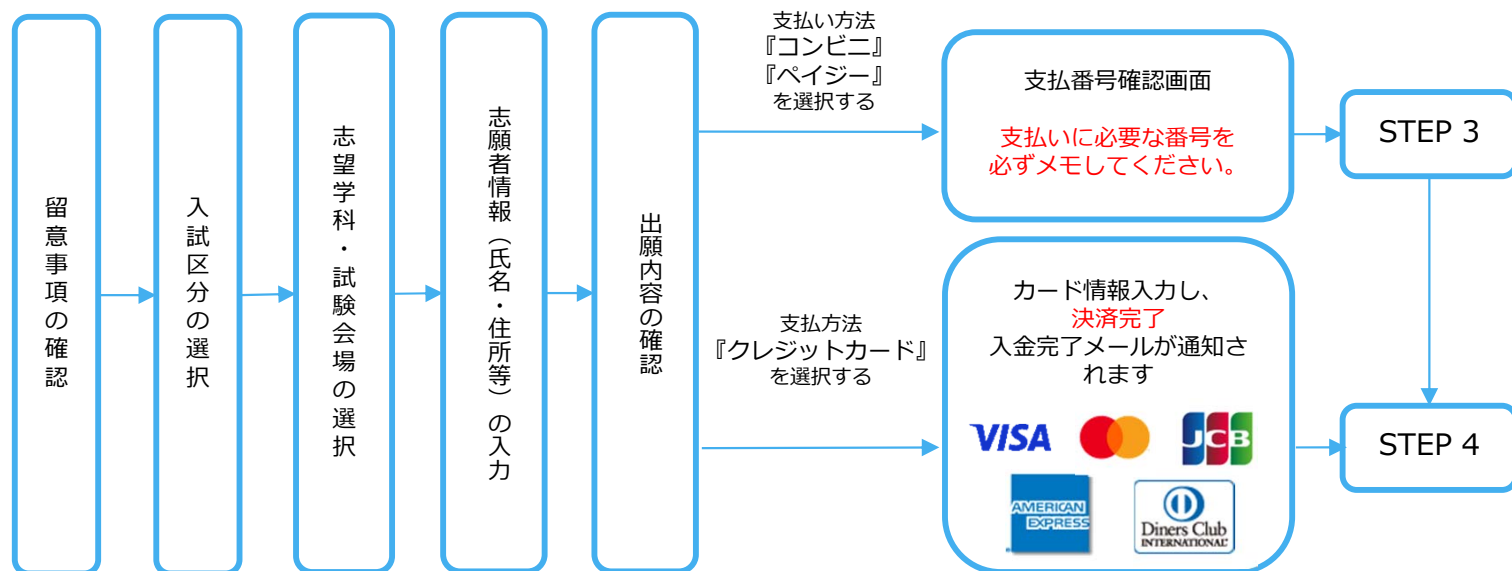 留意事項の確認
入試区分の選択
志望学科・試験会場の選択
志願者情報（氏名・住所等）の入力
出願内容の確認
支払い方法
『コンビニ』
『ペイジー』
を選択する
支払番号確認画面
支払いに必要な番号を
必ずメモしてください。
STEP 3
支払方法
『クレジットカード』
を選択する
カード情報入力し、
決済完了
入金完了メールが通知さ
れます
VISA
JCB
AMERICAN
EXPRESS
Diners Club
INTERNATIONAL
STEP 4